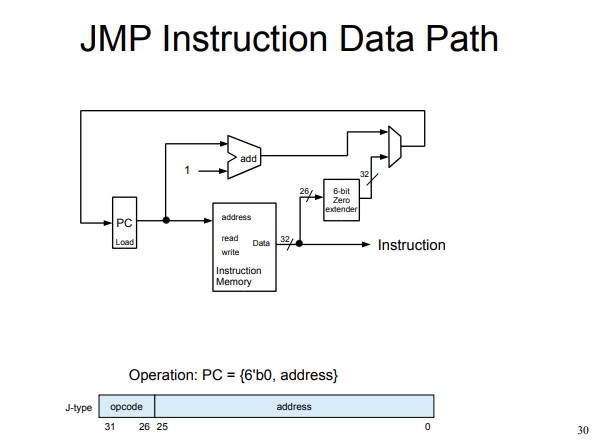 JMP Instruction Data Path
add
1
32
26
6-bit
Zero
extender
PC
Load
address
read
write
Data
32
Instruction
Memory
Instruction
Operation: PC = {6'b0, address}
J-type
opcode
address
31
26
25
0
30